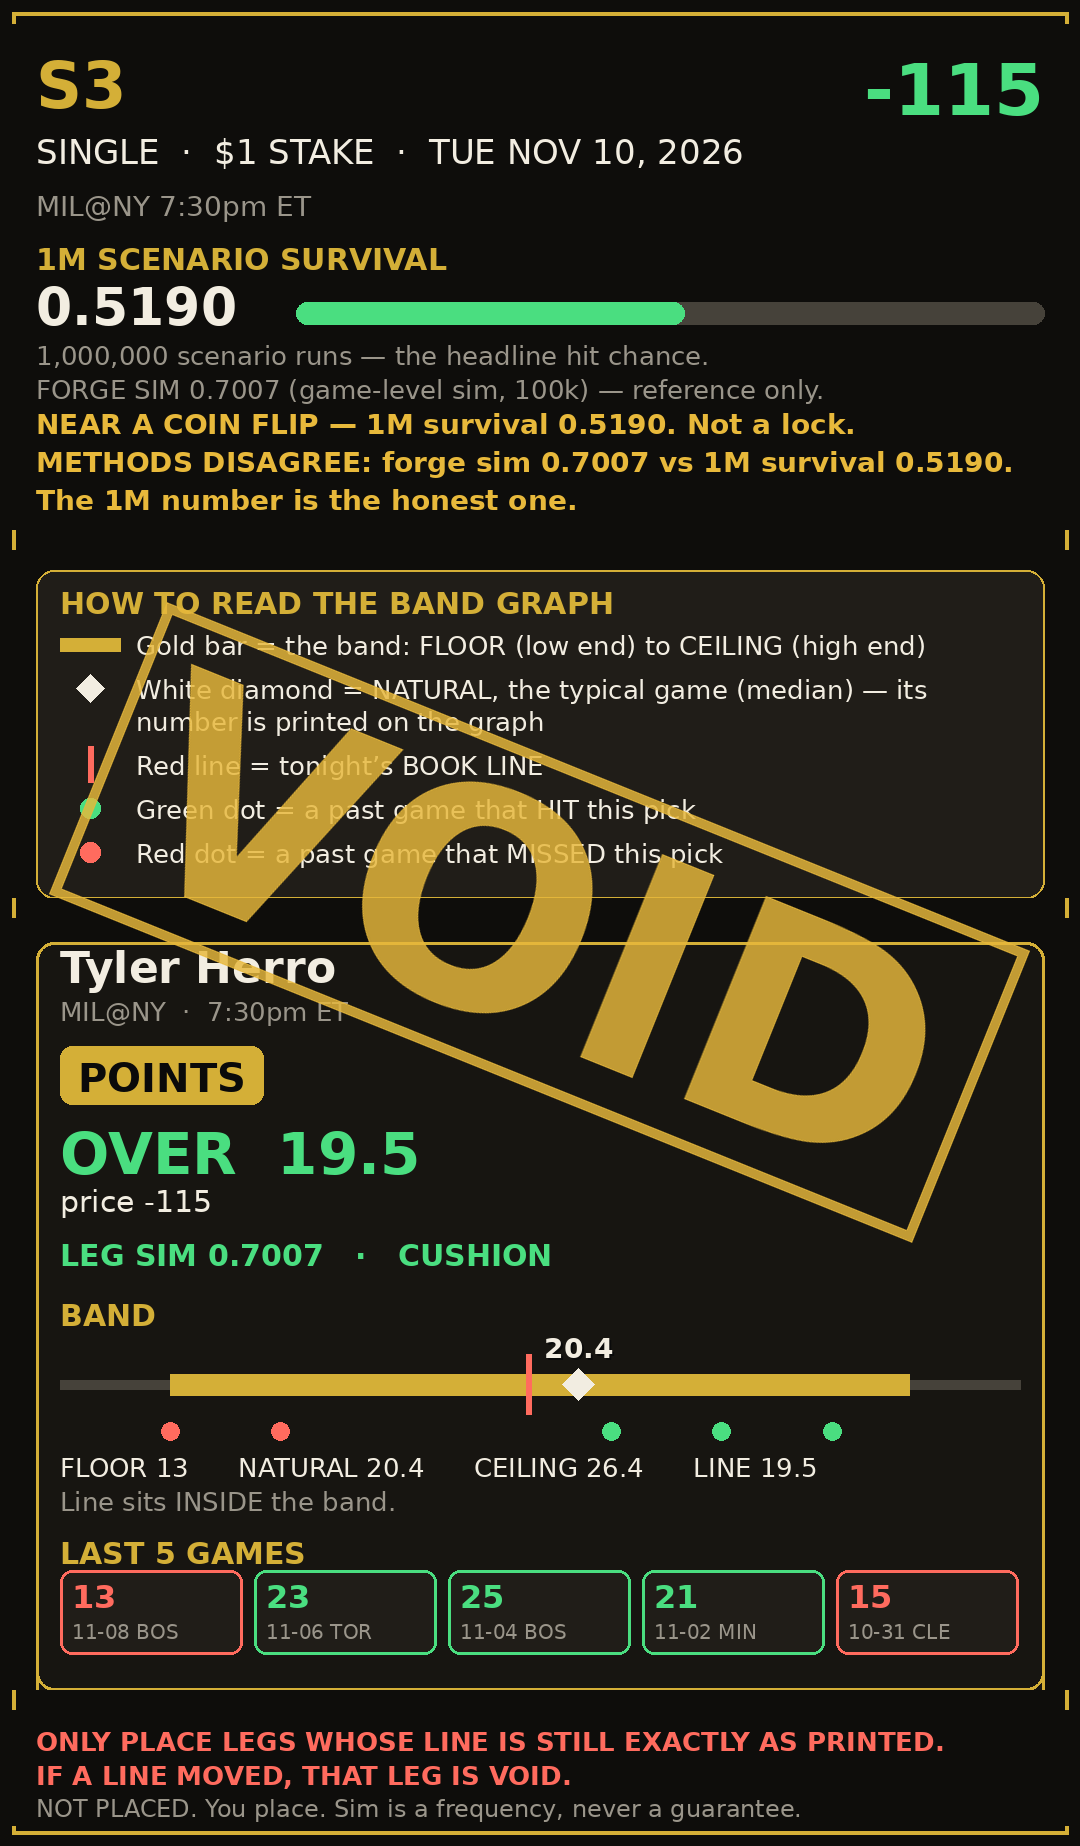 S3
-115
SINGLE · $1 STAKE · TUE NOV 10, 2026
MIL@NY 7:30pm ET
1M SCENARIO SURVIVAL
0.5190
1,000,000 scenario runs — the headline hit chance.
FORGE SIM 0.7007 (game-level sim, 100k) — reference only.
NEAR A COIN FLIP — 1M survival 0.5190. Not a lock.
METHODS DISAGREE: forge sim 0.7007 vs 1M survival 0.5190.
The 1M number is the honest one.
HOW TO READ THE BAND GRAPH
Gold bar = the band: FLOOR (low end) to CEILING (high end)
White diamond = NATURAL, the typical game (median) — its
number is printed on the graph
Red line = tonight's BOOK LINE
Green dot = a past game that HIT this pick
Red dot = a past game that MISSED this pick
VOID
Tyler Herro
MIL@NY · 7:30pm ET
POINTS
OVER 19.5
price -115
LEG SIM 0.7007 · CUSHION
BAND
20.4
FLOOR 13 NATURAL 20.4 CEILING 26.4 LINE 19.5
Line sits INSIDE the band.
LAST 5 GAMES
13 23 25 21 15
11-08 BOS 11-06 TOR 11-04 BOS 11-02 MIN 10-31 CLE
ONLY PLACE LEGS WHOSE LINE IS STILL EXACTLY AS PRINTED.
IF A LINE MOVED, THAT LEG IS VOID.
NOT PLACED. You place. Sim is a frequency, never a guarantee.